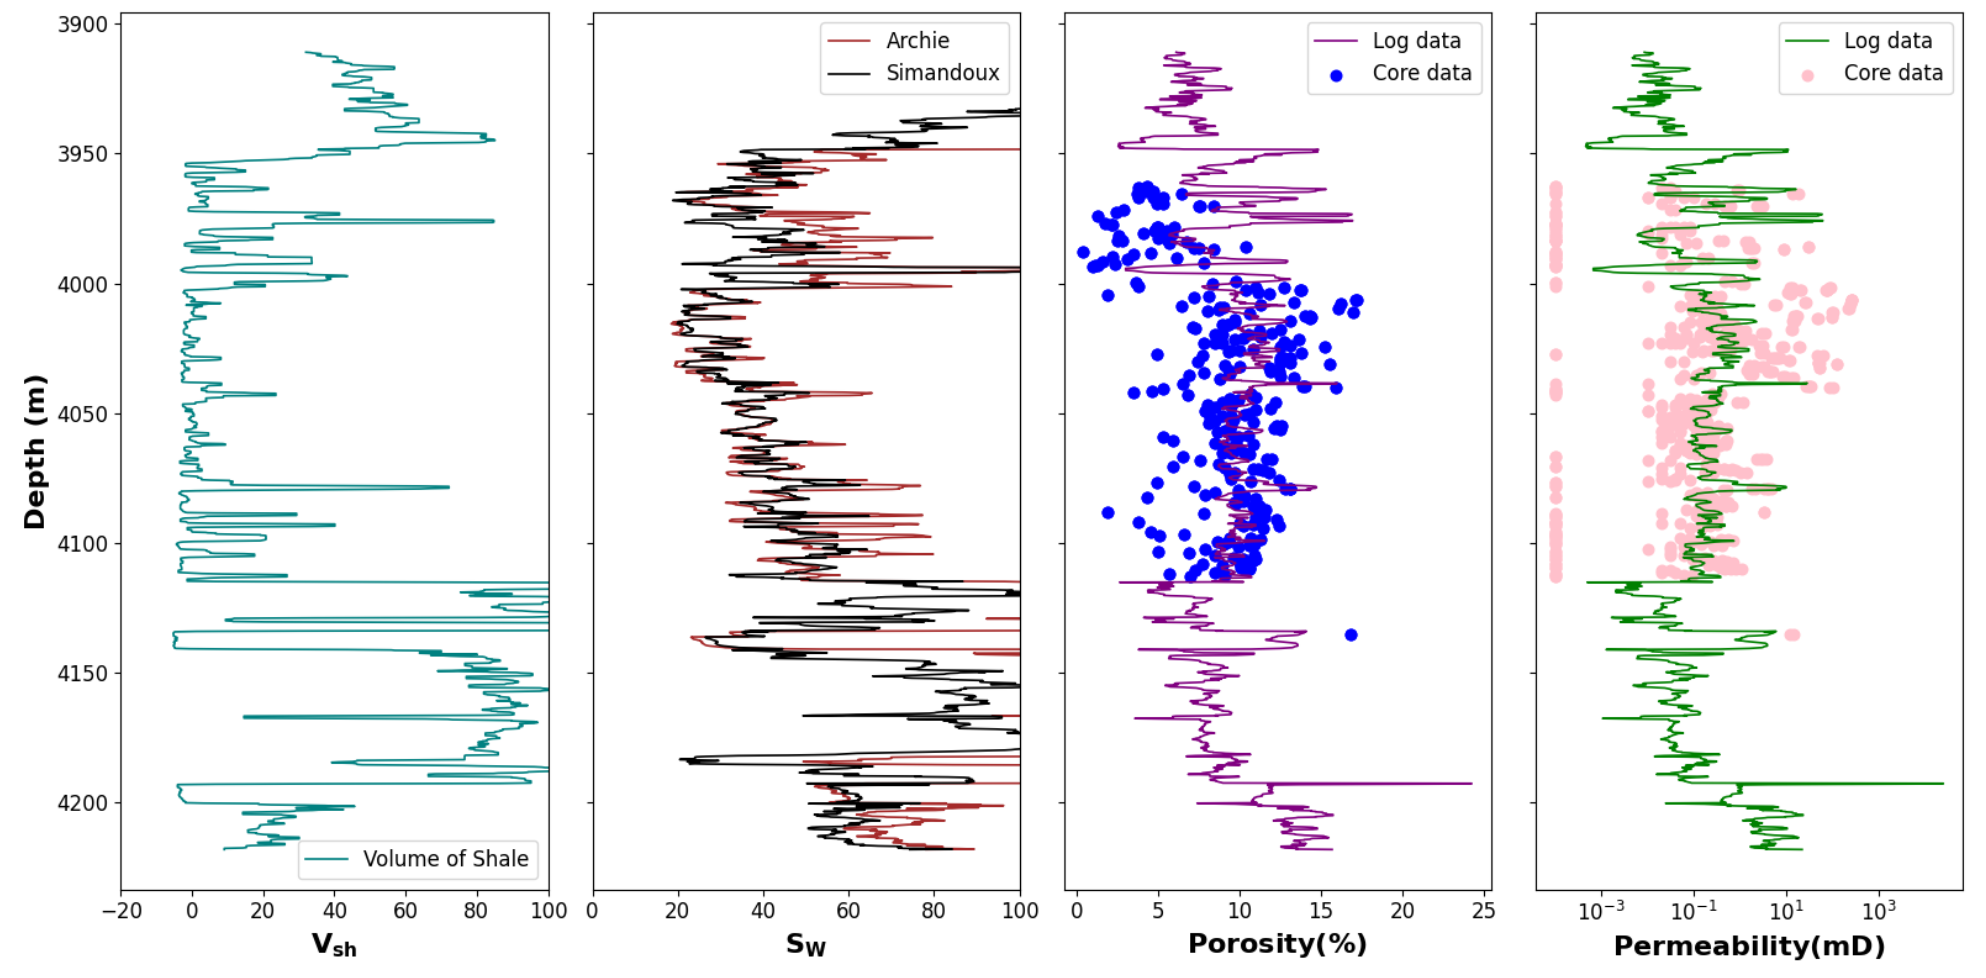 Depth (m)
3900
3950
4000
4050
4100
4150
4200
Volume of Shale
−20 0 20 40 60 80 100
Vsh
Archie
Simandoux
0 20 40 60 80 100
SW
Log data
Core data
0 5 10 15 20 25
Porosity(%)
Log data
Core data
10⁻³ 10⁻¹ 10¹ 10³
Permeability(mD)